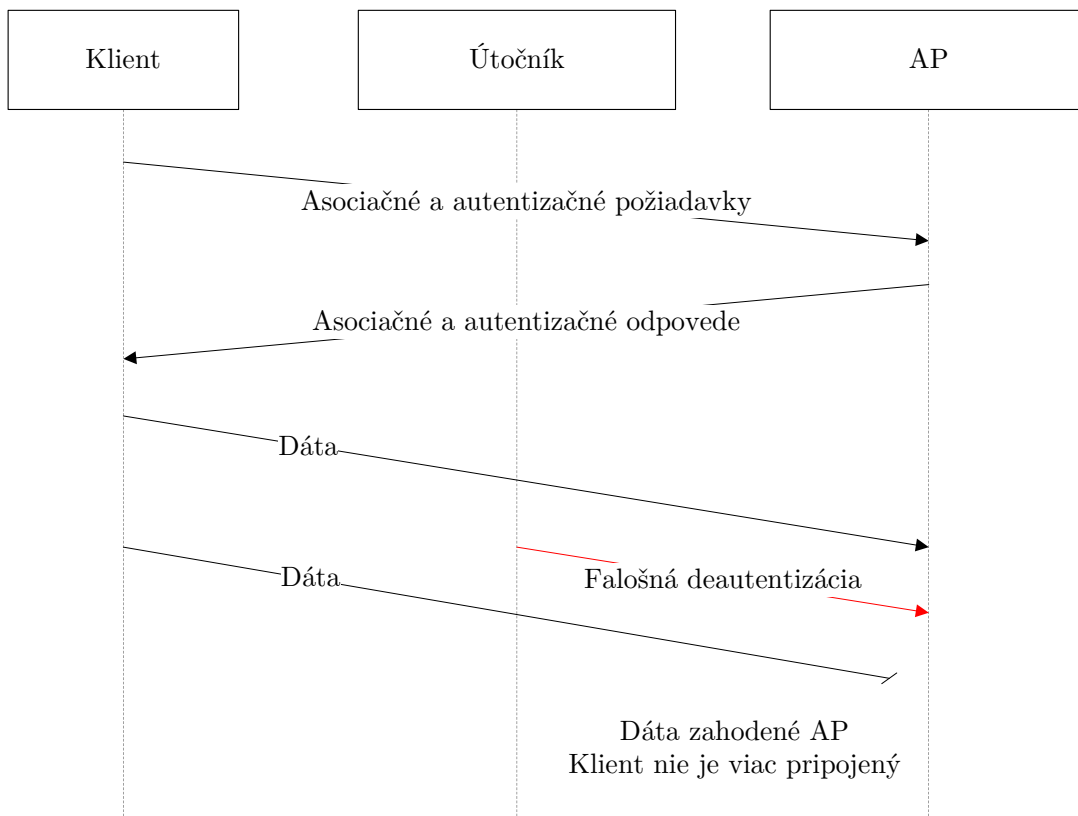 Klient
Útočník
AP
Asociačné a autentizačné požiadavky
Asociačné a autentizačné odpovede
Dáta
Dáta
Falošná deautentizácia
Dáta zahodené AP
Klient nie je viac pripojený